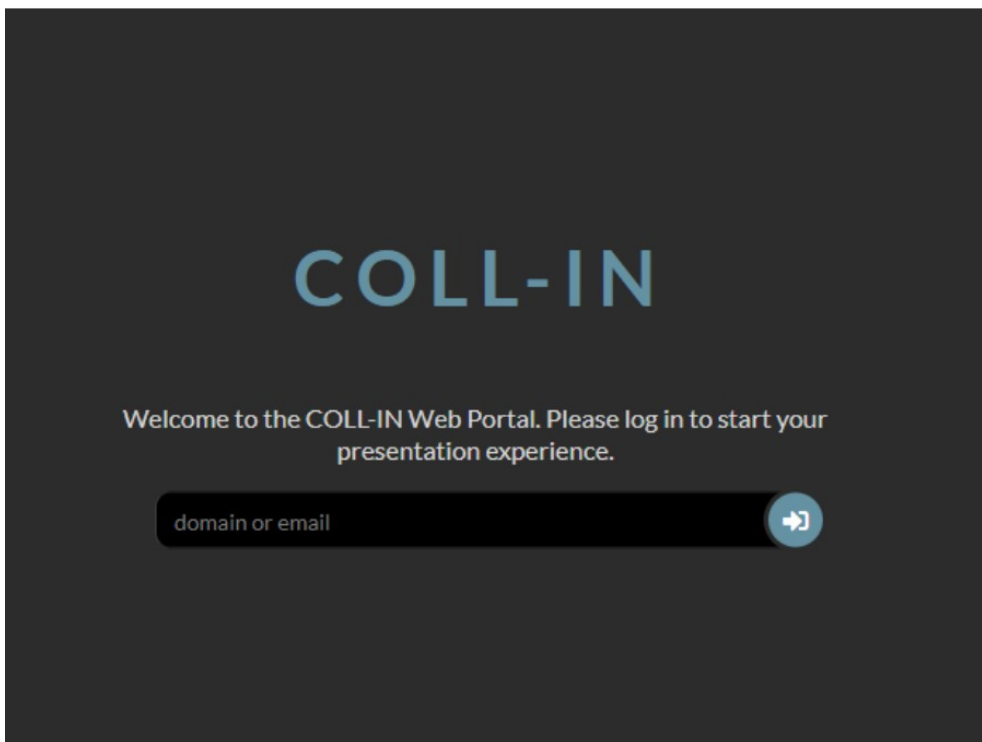 COLL-IN
Welcome to the COLL-IN Web Portal. Please log in to start your
presentation experience.
domain or email